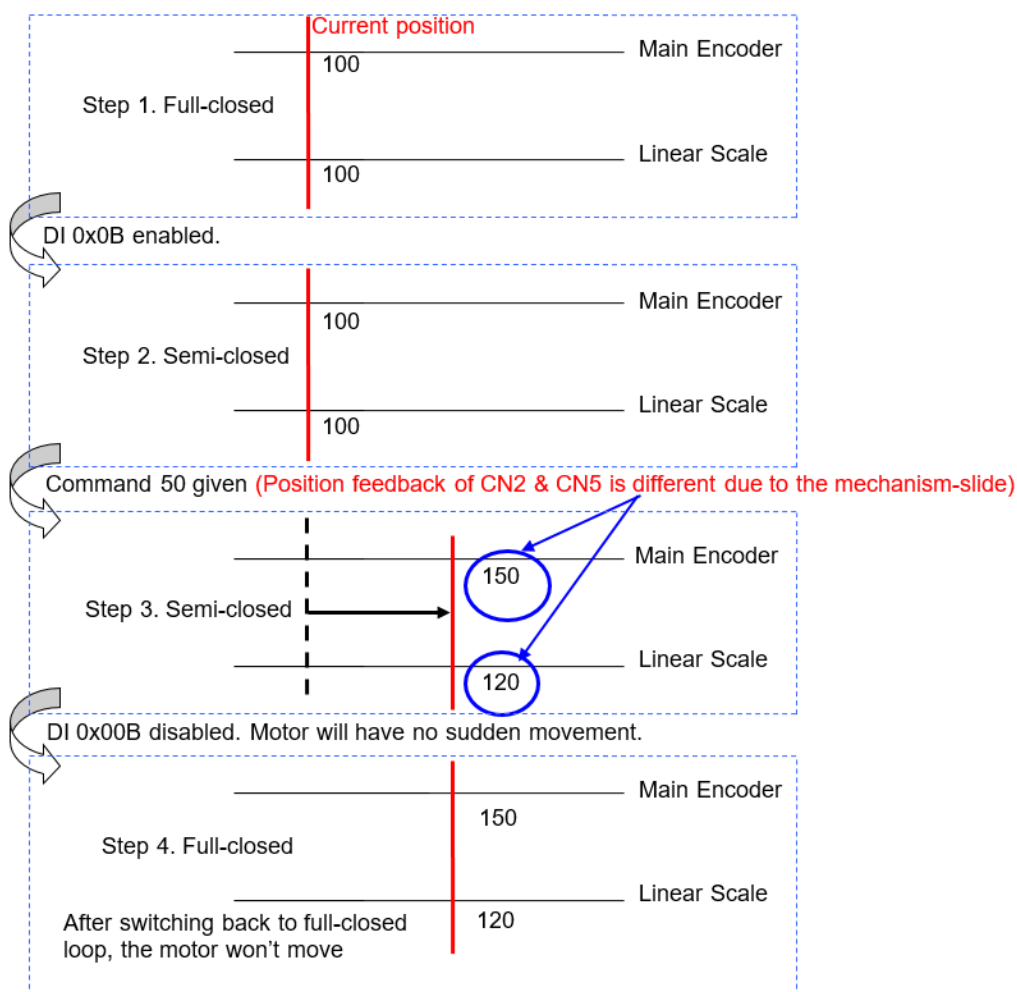 Current position
Main Encoder
100
Step 1. Full-closed
Linear Scale
100
DI 0x0B enabled.
Main Encoder
100
Step 2. Semi-closed
Linear Scale
100
Command 50 given (Position feedback of CN2 & CN5 is different due to the mechanism-slide)
Main Encoder
150
Step 3. Semi-closed
Linear Scale
120
DI 0x00B disabled. Motor will have no sudden movement.
Main Encoder
150
Step 4. Full-closed
Linear Scale
120
After switching back to full-closed
loop, the motor won't move